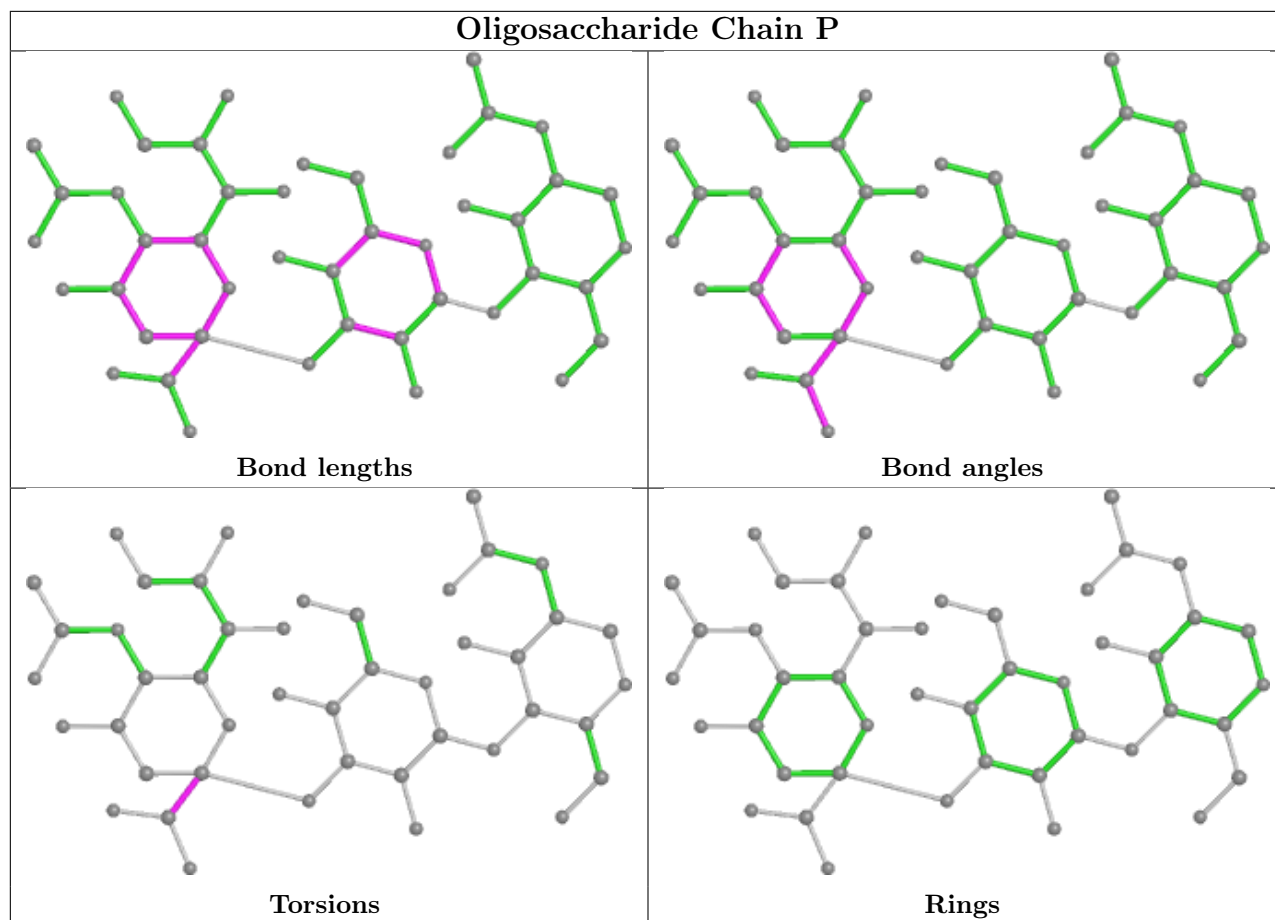 Oligosaccharide Chain P
Bond lengths
Bond angles
Torsions
Rings